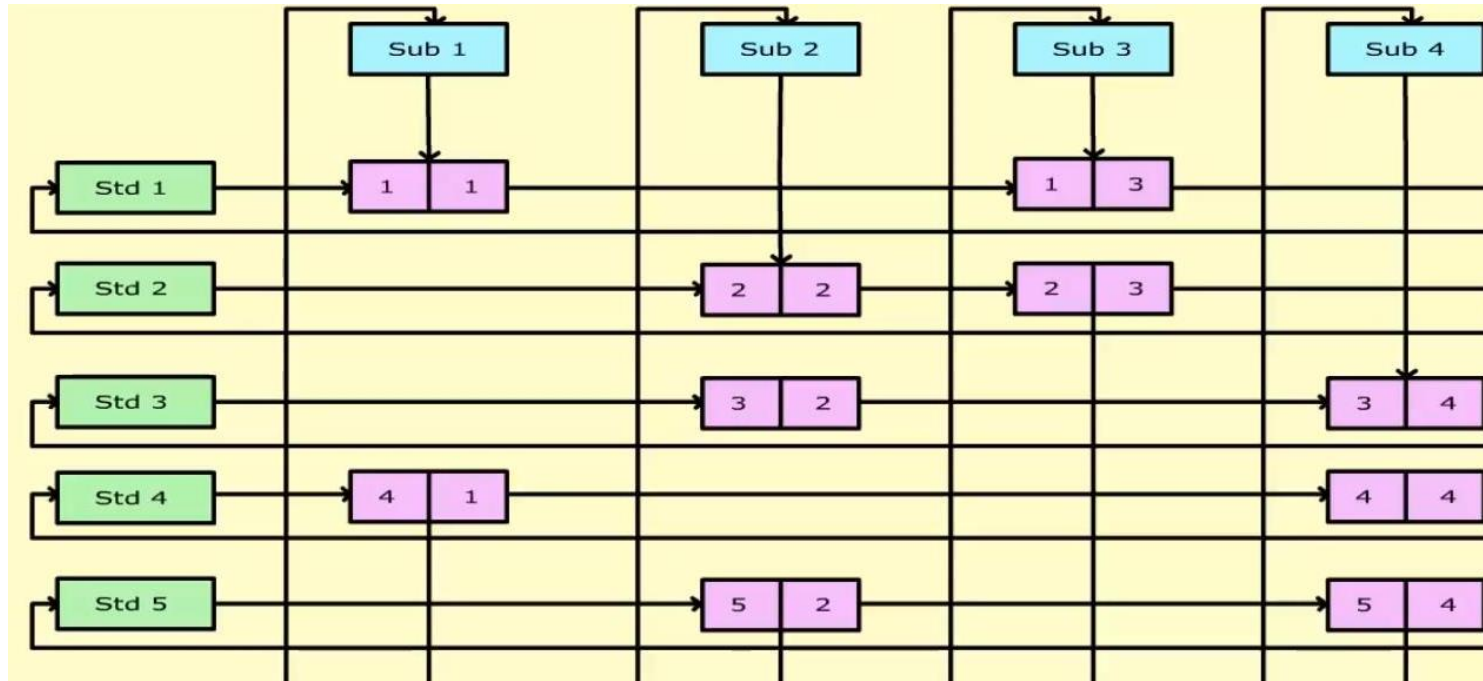 Sub 1 Sub 2 Sub 3 Sub 4
Std 1 1 1 1 3
Std 2 2 2 2 3
Std 3 3 2 3 4
Std 4 4 1 4 4
Std 5 5 2 5 4